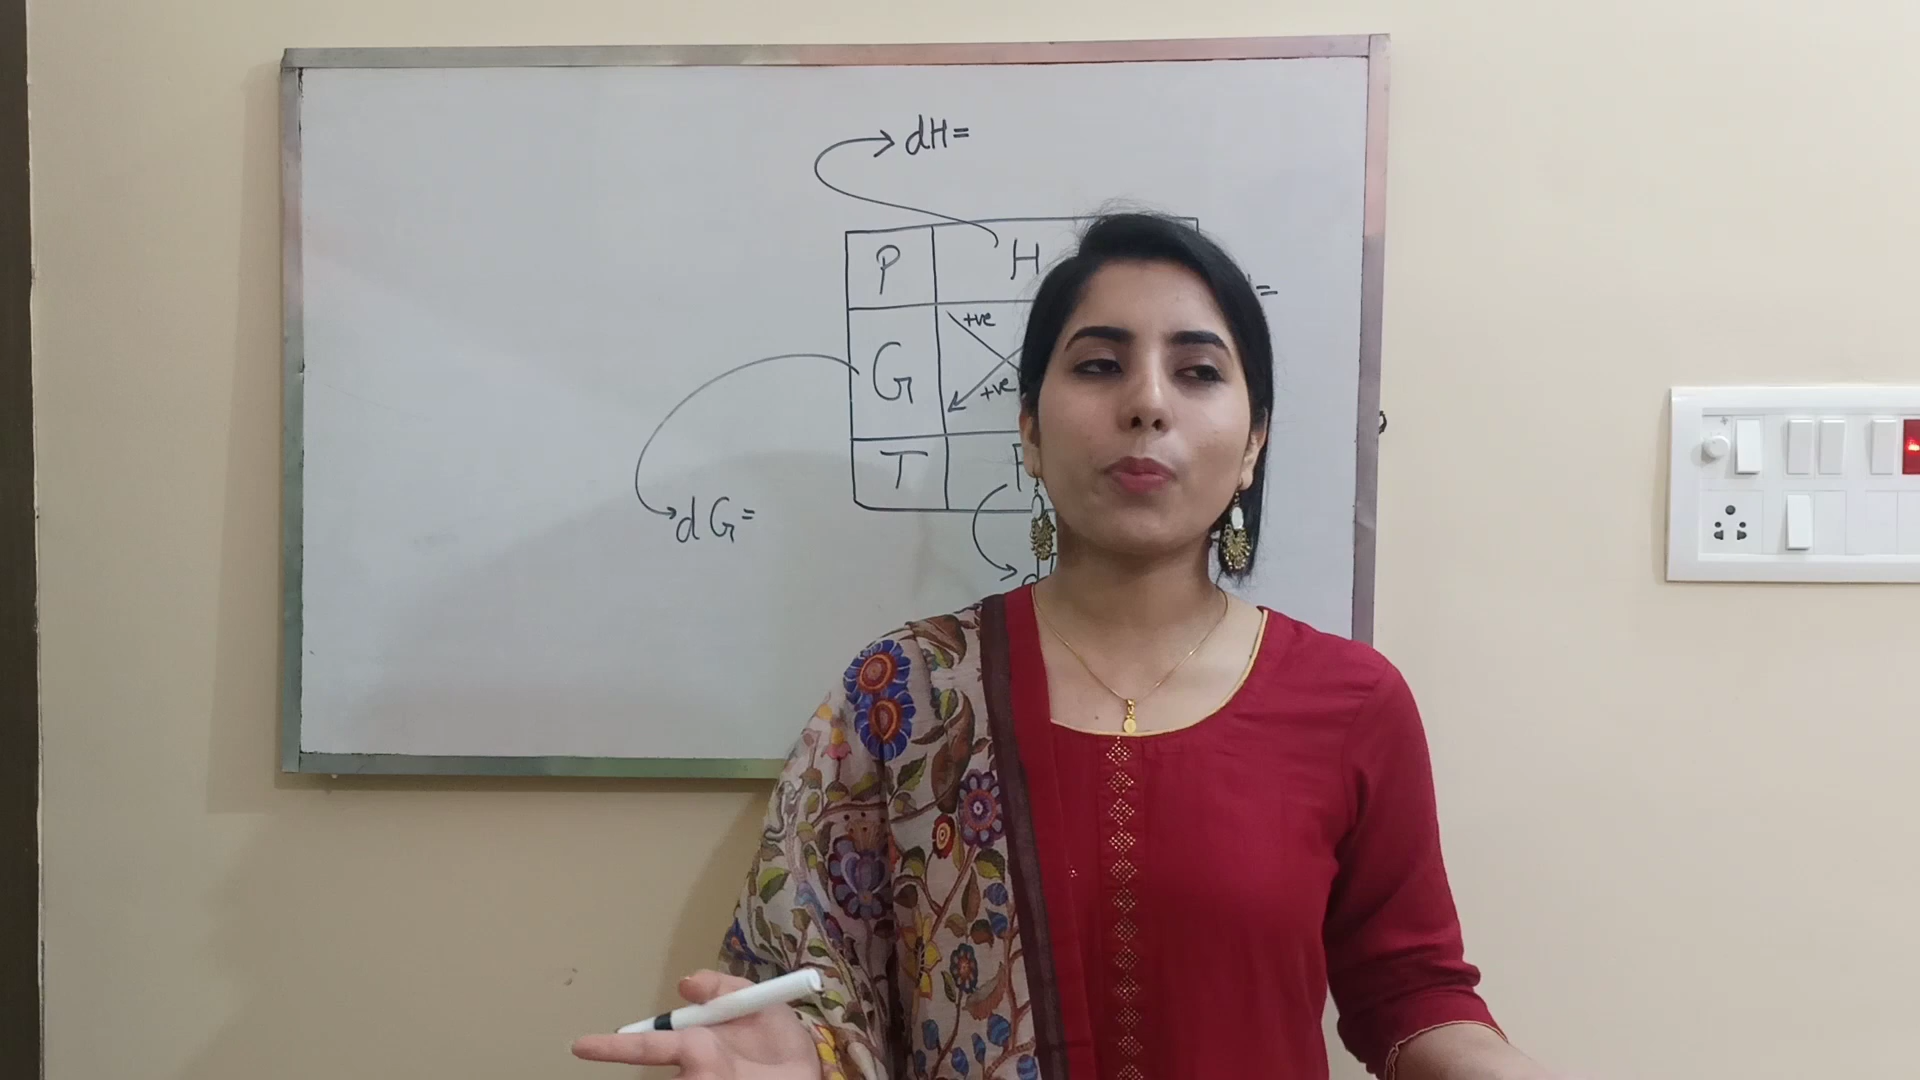 dH=
P H
=
+ve
G
+ve
T F
dG=
d